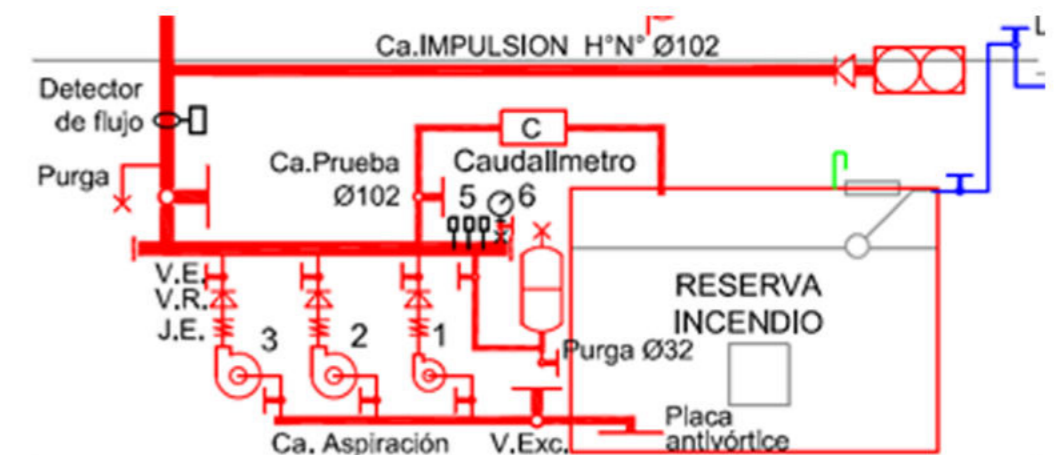 Ca.IMPULSION H°N° Ø102
L
Detector
de flujo
C
Ca.Prueba
Ø102
CaudalImetro
Purga
5
6
V.E.
V.R.
J.E.
3
2
1
RESERVA
INCENDIO
Purga Ø32
Ca. Aspiración
V.Exc.
Placa
antivórtice